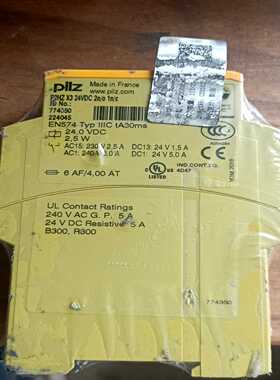 pilz
Made in France
P2HZ X3 24VDC 2n/o 1n/c
ID No.:
774350
224045
EN574 Typ IIIC tA30ms
24,0 VDC
2,5 W
AC15: 230 V 2,5 A DC13: 24 V 1,5 A
AC1: 240 V 5,0 A DC1: 24 V 5,0 A
6 AF/4,00 AT
IND.CONT.EQ.
4D47
LISTED
UL Contact Ratings
240 V AC G. P. 5 A
24 V DC Resistive 5 A
B300, R300
774350